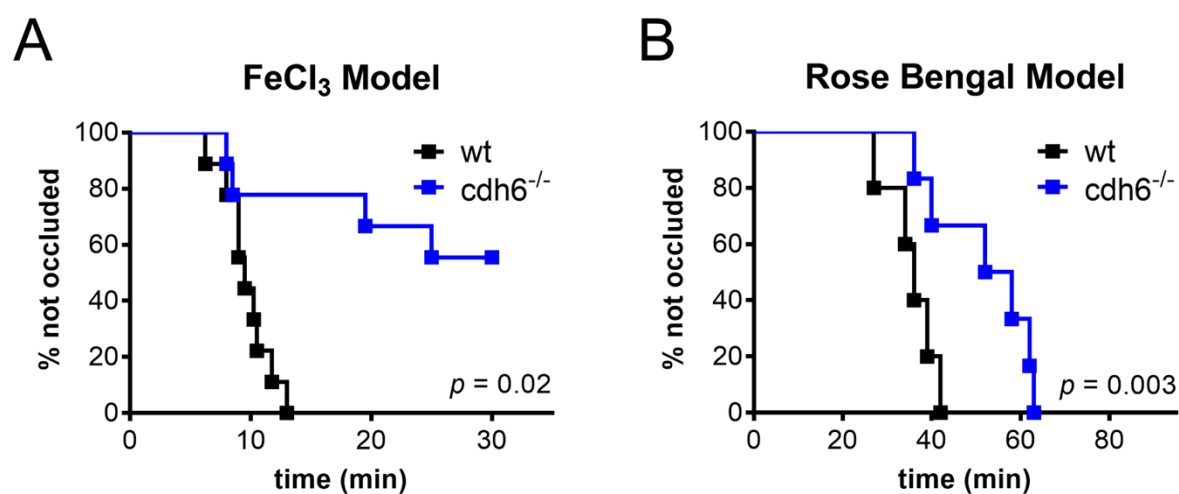 A
FeCl₃ Model
% not occluded
100
80
60
40
20
0
0 10 20 30
time (min)
wt
cdh6⁻/⁻
p = 0.02
B
Rose Bengal Model
% not occluded
100
80
60
40
20
0
0 20 40 60 80
time (min)
wt
cdh6⁻/⁻
p = 0.003